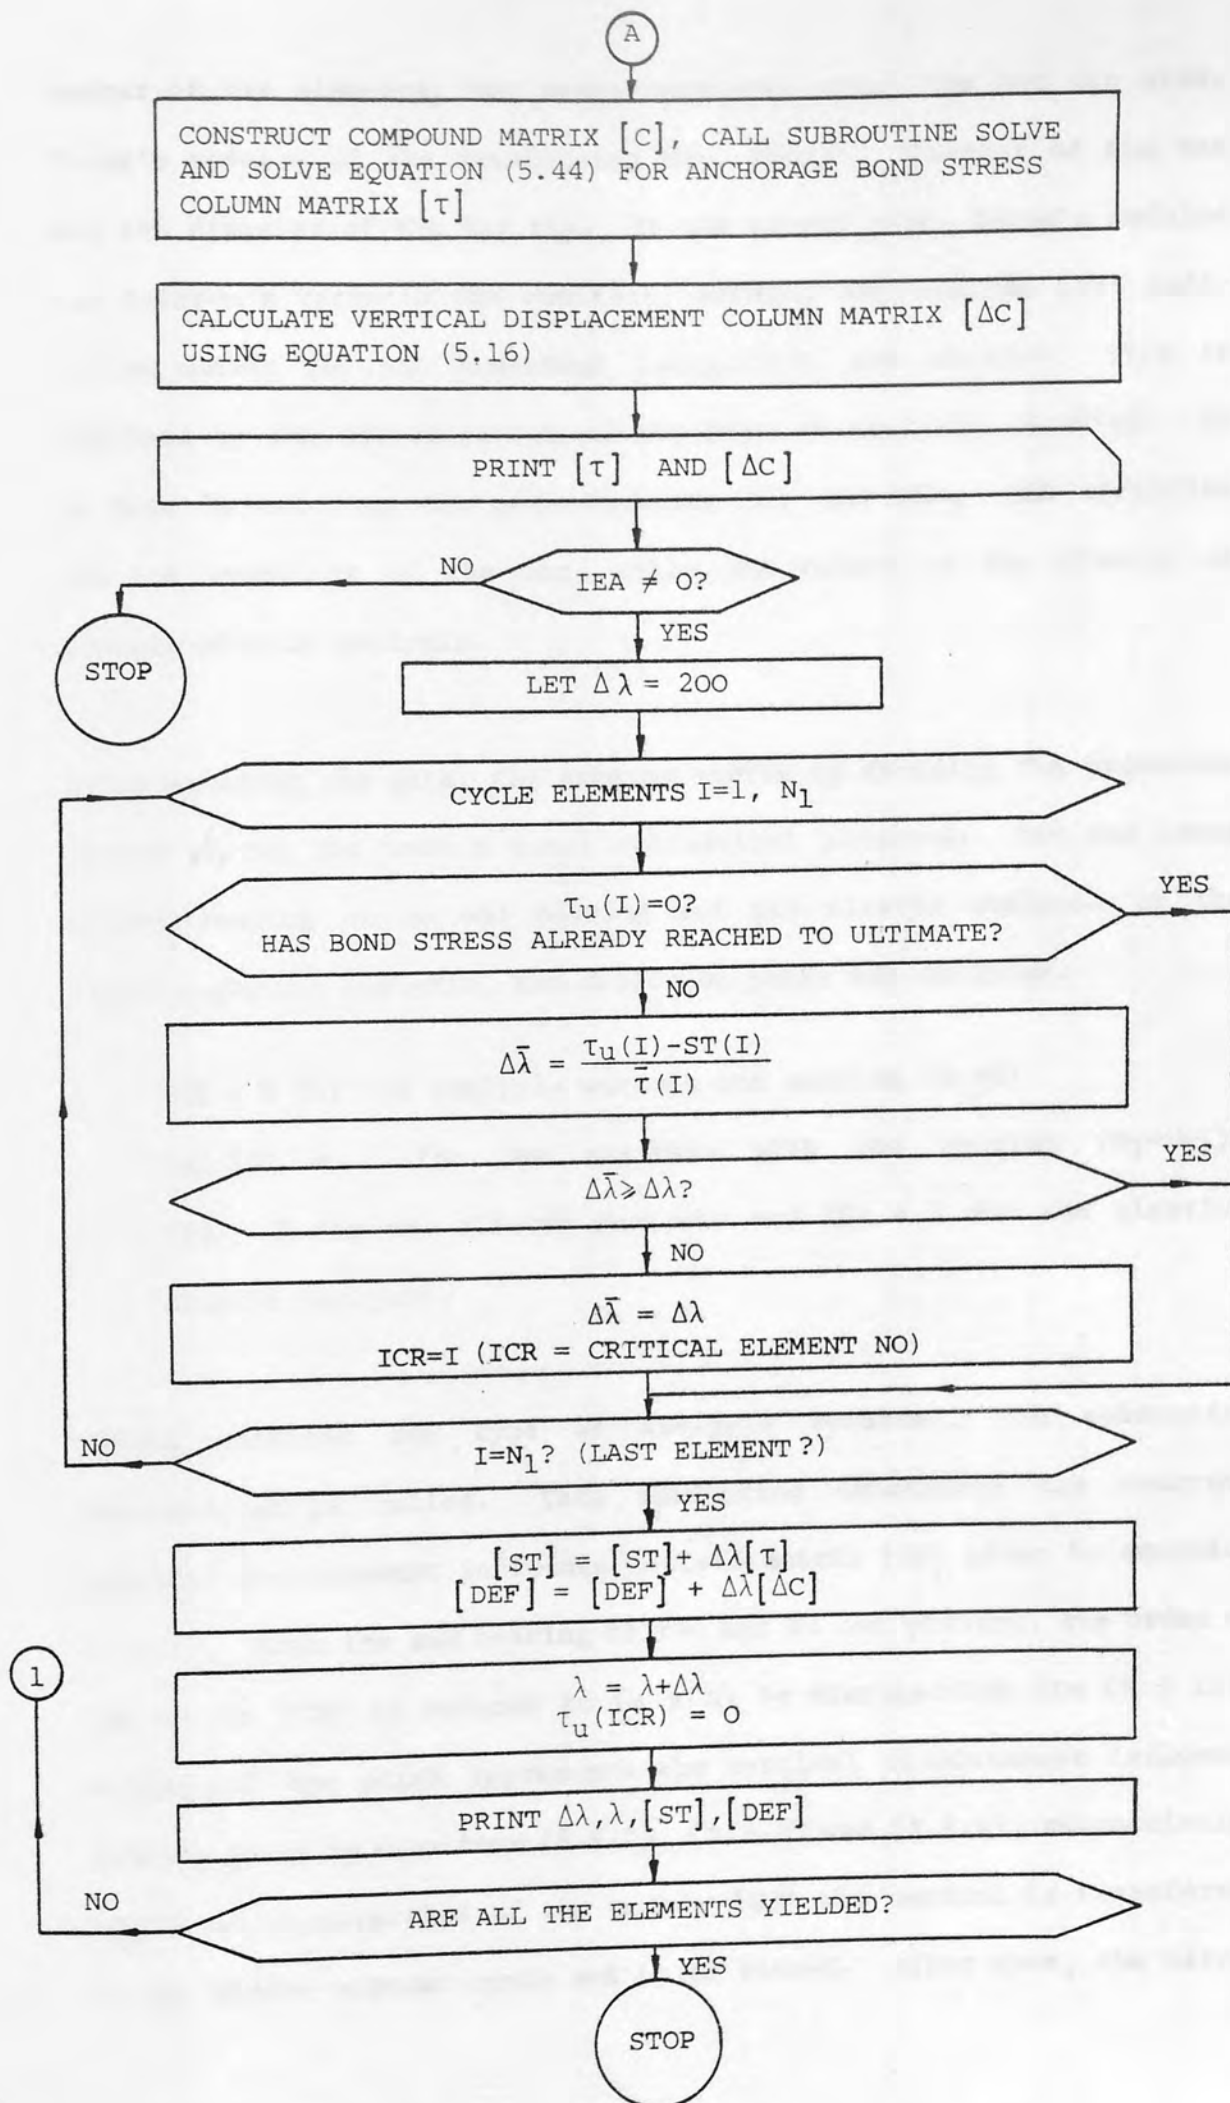 A
CONSTRUCT COMPOUND MATRIX [C], CALL SUBROUTINE SOLVE
AND SOLVE EQUATION (5.44) FOR ANCHORAGE BOND STRESS
COLUMN MATRIX [τ]
CALCULATE VERTICAL DISPLACEMENT COLUMN MATRIX [ΔC]
USING EQUATION (5.16)
PRINT [τ] AND [ΔC]
NO
IEA ≠ O?
YES
STOP
LET Δλ = 200
CYCLE ELEMENTS I=1, N₁
YES
τᵤ(I)=O?
HAS BOND STRESS ALREADY REACHED TO ULTIMATE?
NO
Δλ̄ = τᵤ(I)-ST(I)
τ̄(I)
YES
Δλ̄ ⩾ Δλ?
NO
Δλ̄ = Δλ
ICR=I (ICR = CRITICAL ELEMENT NO)
NO
I=N₁? (LAST ELEMENT?)
YES
[ST] = [ST]+ Δλ[τ]
[DEF] = [DEF] + Δλ[ΔC]
1
λ = λ+Δλ
τᵤ(ICR) = O
PRINT Δλ,λ,[ST],[DEF]
NO
ARE ALL THE ELEMENTS YIELDED?
YES
STOP